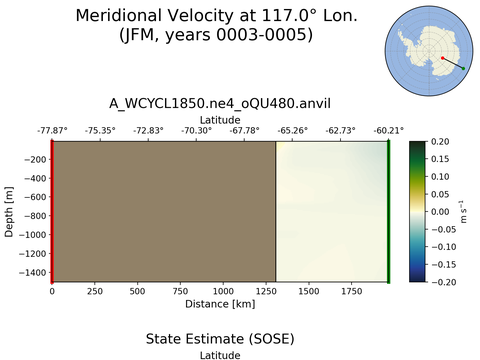 Meridional Velocity at 117.0° Lon.
(JFM, years 0003-0005)
A_WCYCL1850.ne4_oQU480.anvil
Latitude
-77.87° -75.35° -72.83° -70.30° -67.78° -65.26° -62.73° -60.21°
Depth [m]
−200
−400
−600
−800
−1000
−1200
−1400
0 250 500 750 1000 1250 1500 1750
Distance [km]
0.20
0.15
0.10
0.05
0.00
−0.05
−0.10
−0.15
−0.20
m s⁻¹
State Estimate (SOSE)
Latitude